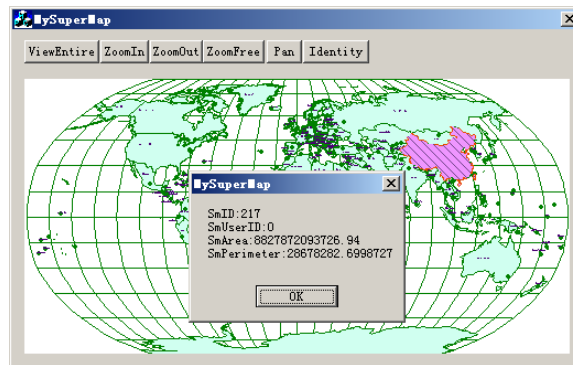 MySuperMap
ViewEntire ZoomIn ZoomOut ZoomFree Pan Identity
MySuperMap
SmID:217
SmUserID:0
SmArea:8827872093726.94
SmPerimeter:28678282.6998727
OK